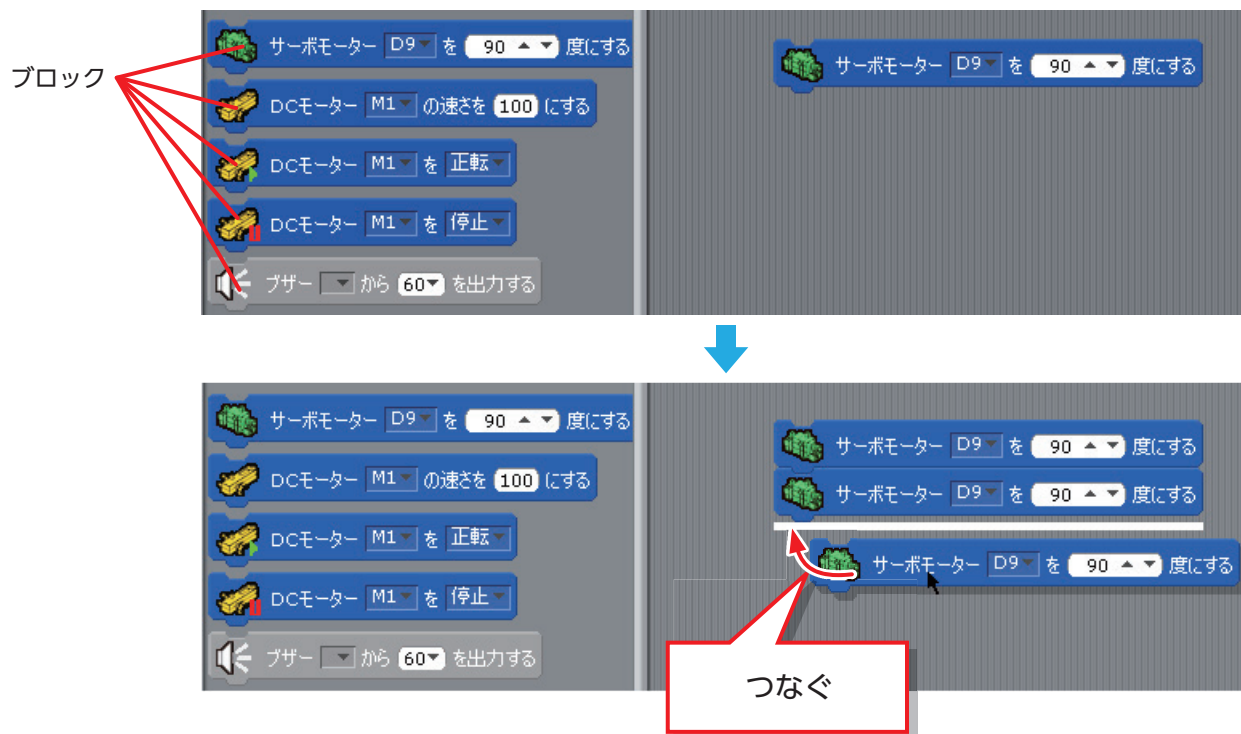 ブロック
サーボモーター D9 を 90 度にする
DCモーター M1 の速さを 100 にする
DCモーター M1 を 正転
DCモーター M1 を 停止
ブザー から 60 を出力する
サーボモーター D9 を 90 度にする
サーボモーター D9 を 90 度にする
DCモーター M1 の速さを 100 にする
DCモーター M1 を 正転
DCモーター M1 を 停止
ブザー から 60 を出力する
サーボモーター D9 を 90 度にする
サーボモーター D9 を 90 度にする
サーボモーター D9 を 90 度にする
つなぐ